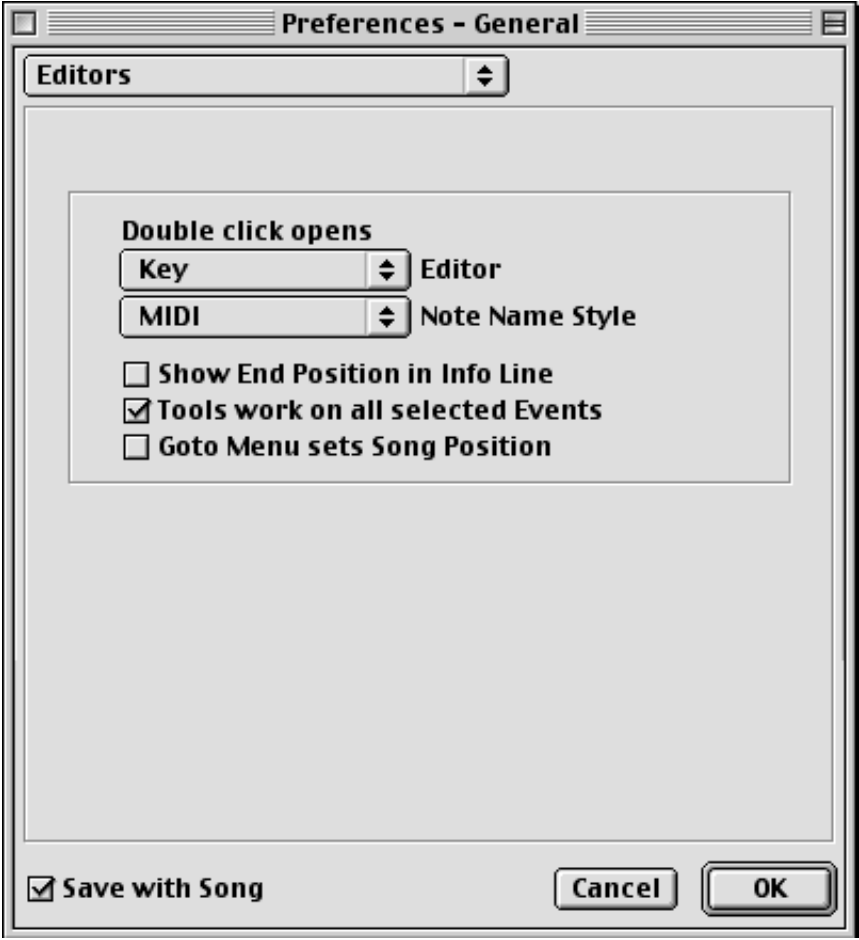 Preferences - General
Editors
Double click opens
Key Editor
MIDI Note Name Style
Show End Position in Info Line
Tools work on all selected Events
Goto Menu sets Song Position
Save with Song Cancel OK